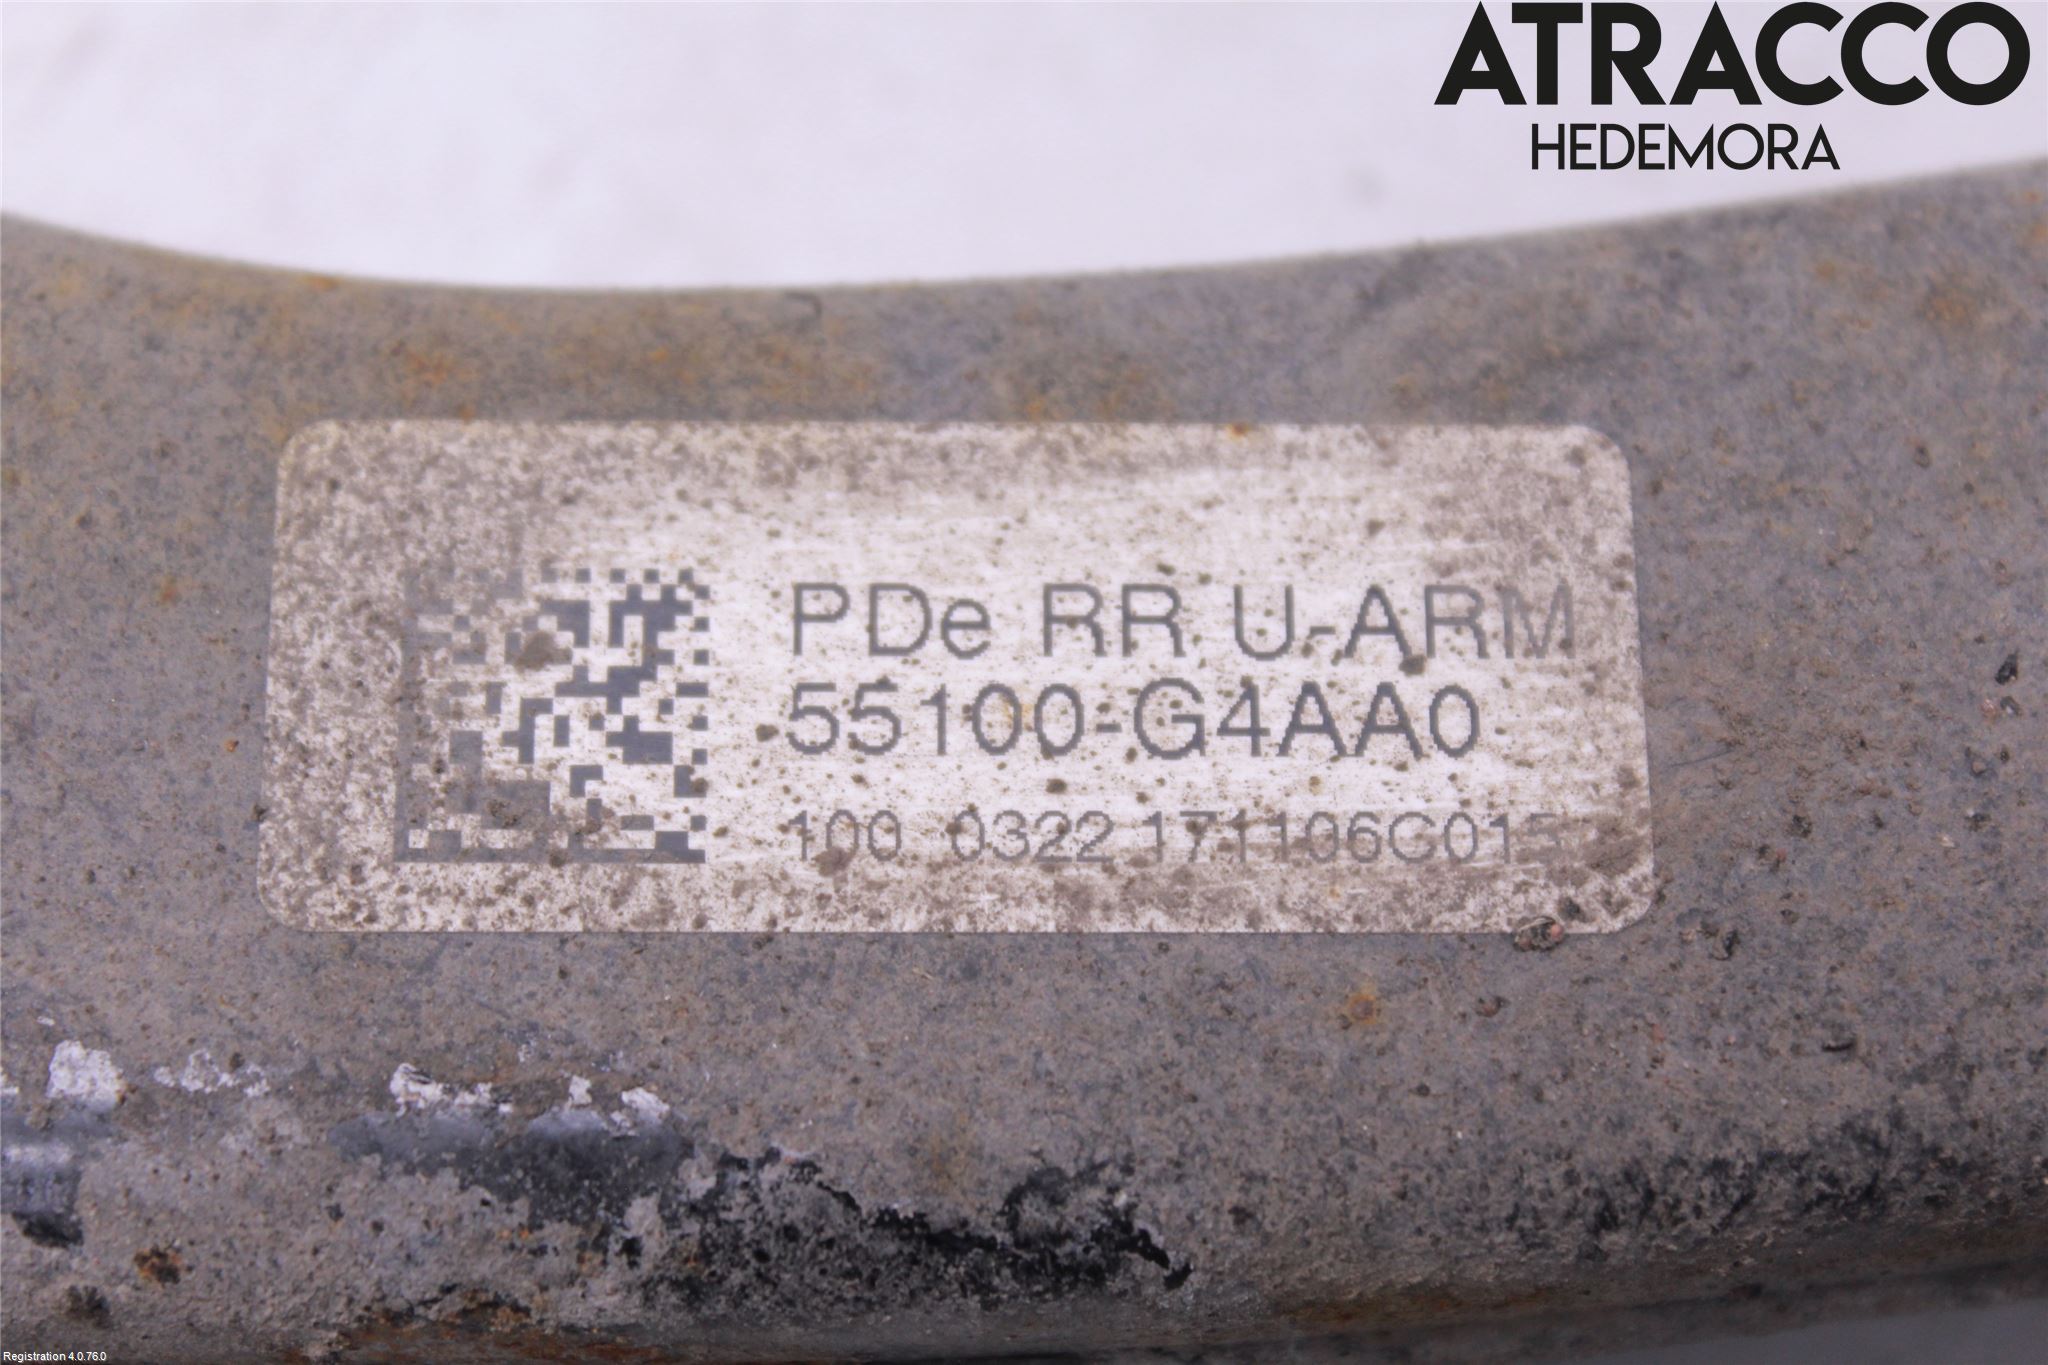 ATRACCO
HEDEMORA
PDe RR U-ARM
55100-G4AA0
100 0322 171106C015
Registration 4.0.76.0